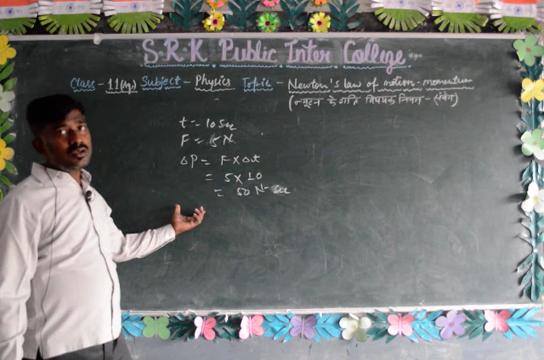 S.R.K Public Inter College
Class - 11 Subject - Physics Topic - Newton's law of motion - momentum
(न्यूटन के गति विषयक नियम - संवेग)
t = 10 Sec
F = 5 N
ΔP = F × Δt
= 5 × 10
= 50 N-Sec